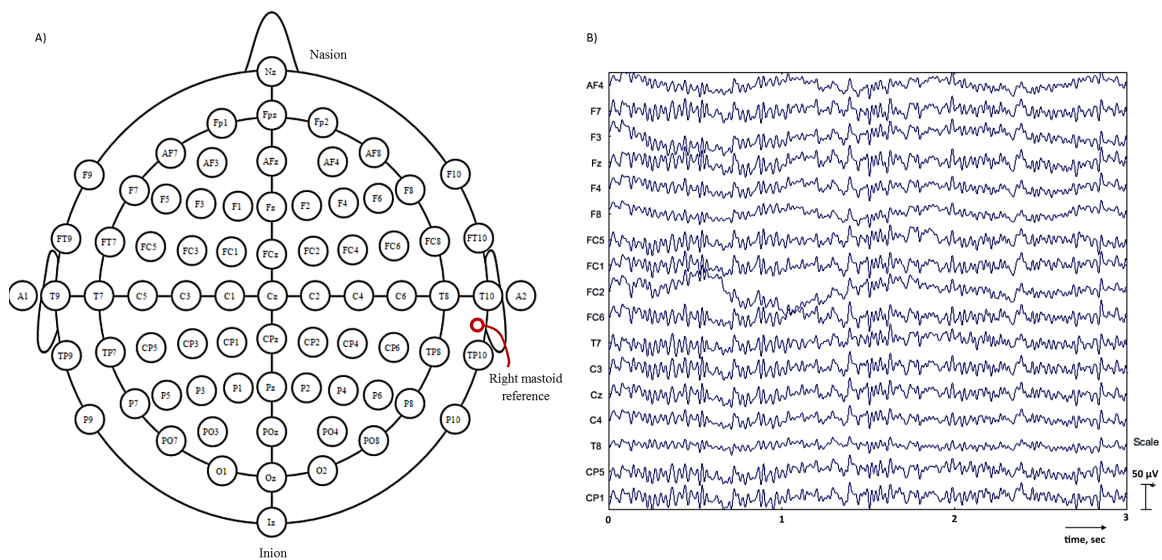 A)
Nasion
Nz
Fp1 Fpz Fp2
AF7 AF3 AFz AF4 AF8
F9 F7 F5 F3 F1 Fz F2 F4 F6 F8 F10
FT9 FT7 FC5 FC3 FC1 FCz FC2 FC4 FC6 FC8 FT10
A1 T9 T7 C5 C3 C1 Cz C2 C4 C6 T8 T10 A2
TP9 TP7 CP5 CP3 CP1 CPz CP2 CP4 CP6 TP8 TP10
Right mastoid
reference
P9 P7 P5 P3 P1 Pz P2 P4 P6 P8 P10
PO7 PO3 POz PO4 PO8
O1 Oz O2
Iz
Inion
B)
AF4
F7
F3
Fz
F4
F8
FC5
FC1
FC2
FC6
T7
C3
Cz
C4
T8
CP5
CP1
Scale
50 µV
0 1 2 3
time, sec